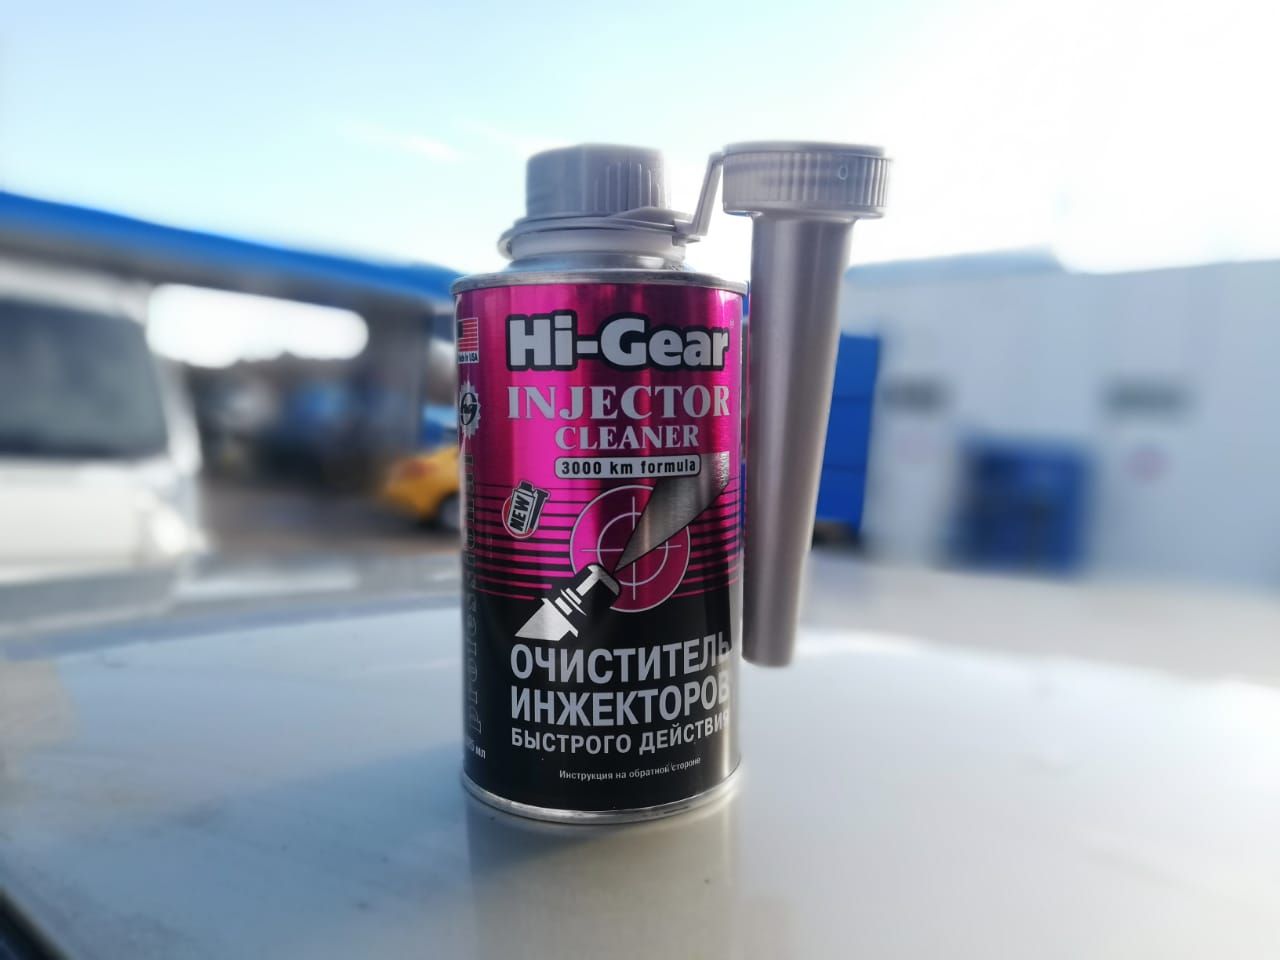 Hi-Gear
Made in USA
INJECTOR
CLEANER
3000 km formula
NEW
ОЧИСТИТЕЛЬ
ИНЖЕКТОРОВ
БЫСТРОГО ДЕЙСТВИЯ
мл
Инструкция на обратной стороне